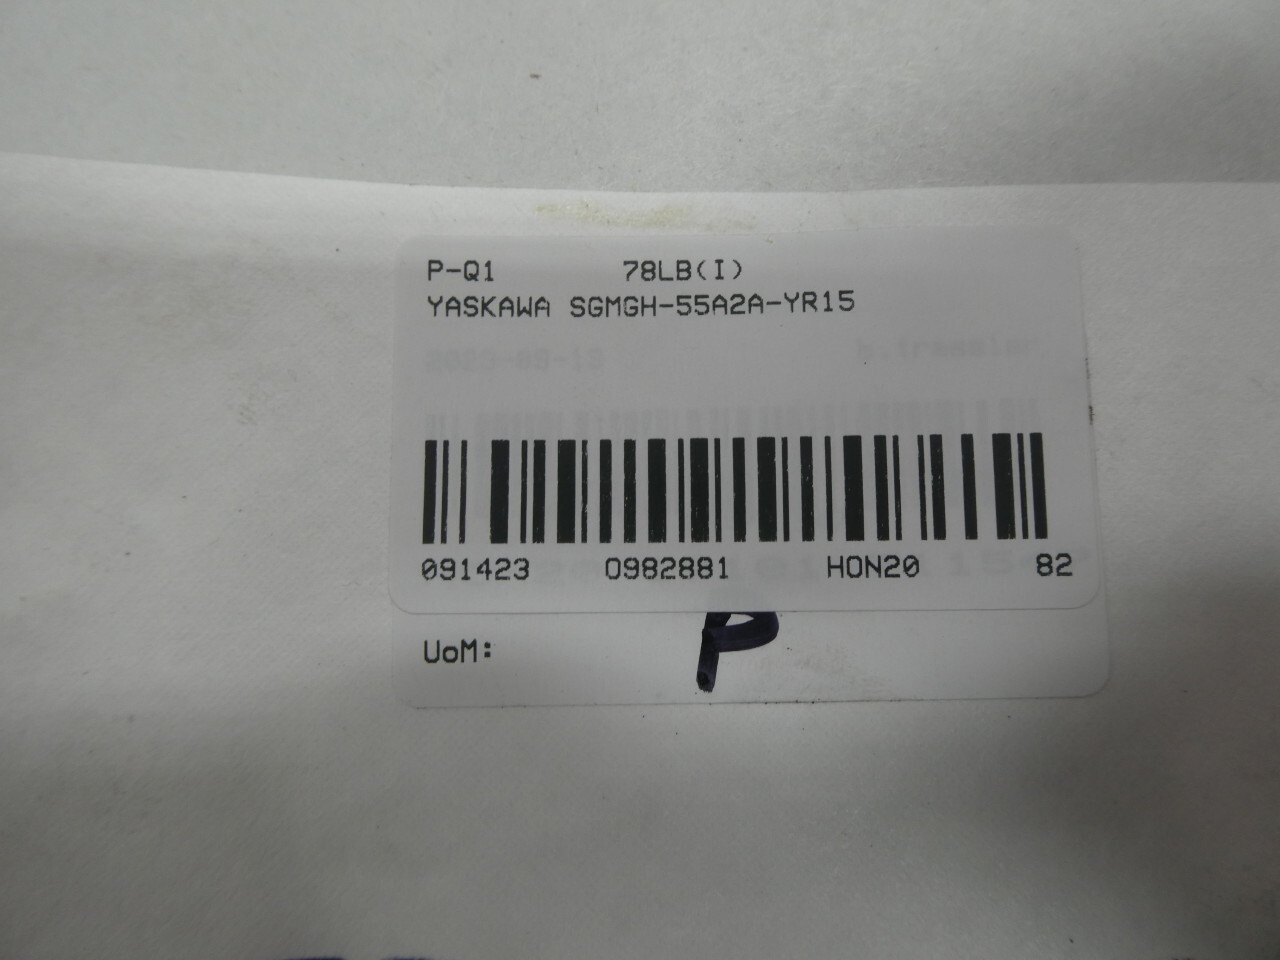 P-Q1 78LB(I)
YASKAWA SGMGH-55A2A-YR15
091423 0982881 HON20 82
UoM:
P